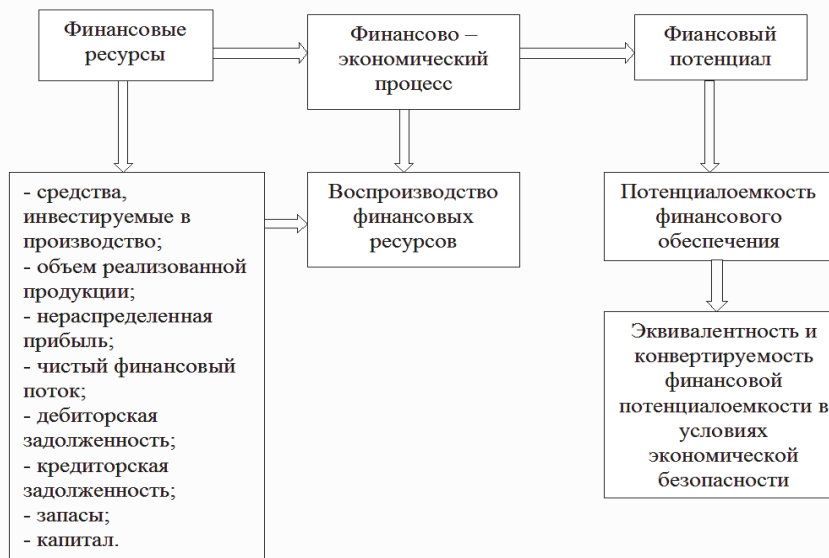 Финансовые
ресурсы
Финансово –
экономический
процесс
Фиансовый
потенциал
- средства,
инвестируемые в
производство;
- объем реализованной
продукции;
- нераспределенная
прибыль;
- чистый финансовый
поток;
- дебиторская
задолженность;
- кредиторская
задолженность;
- запасы;
- капитал.
Воспроизводство
финансовых
ресурсов
Потенциалоемкость
финансового
обеспечения
Эквивалентность и
конвертируемость
финансовой
потенциалоемкости в
условиях
экономической
безопасности